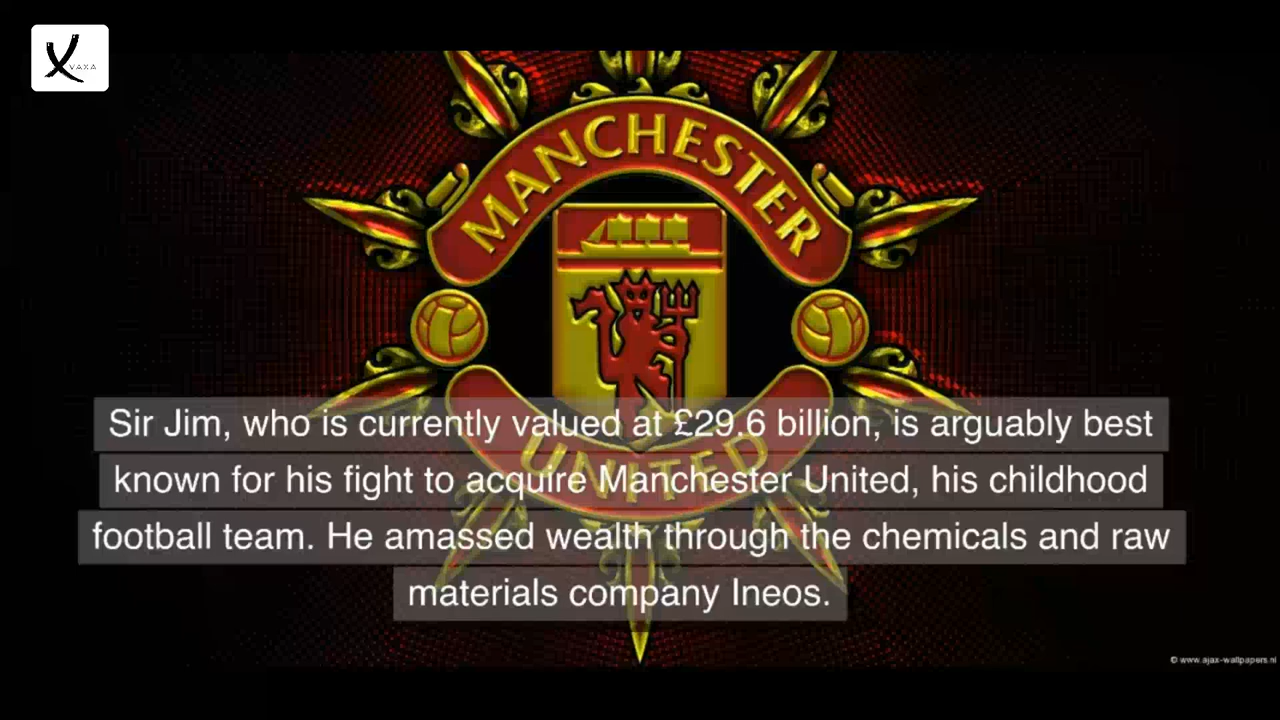 VAXA
MANCHESTER
UNITED
Sir Jim, who is currently valued at £29.6 billion, is arguably best
known for his fight to acquire Manchester United, his childhood
football team. He amassed wealth through the chemicals and raw
materials company Ineos.
© www.ajax-wallpapers.nl